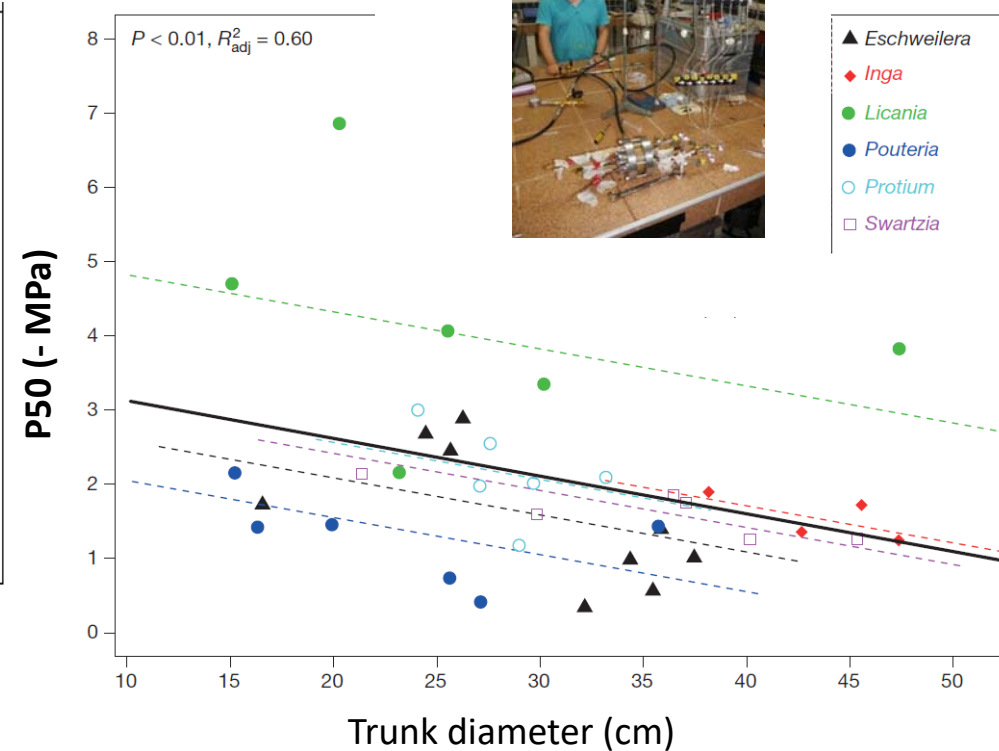 P < 0.01, R²adj = 0.60
Eschweilera
Inga
Licania
Pouteria
Protium
Swartzia
P50 (- MPa)
8
7
6
5
4
3
2
1
0
10 15 20 25 30 35 40 45 50
Trunk diameter (cm)